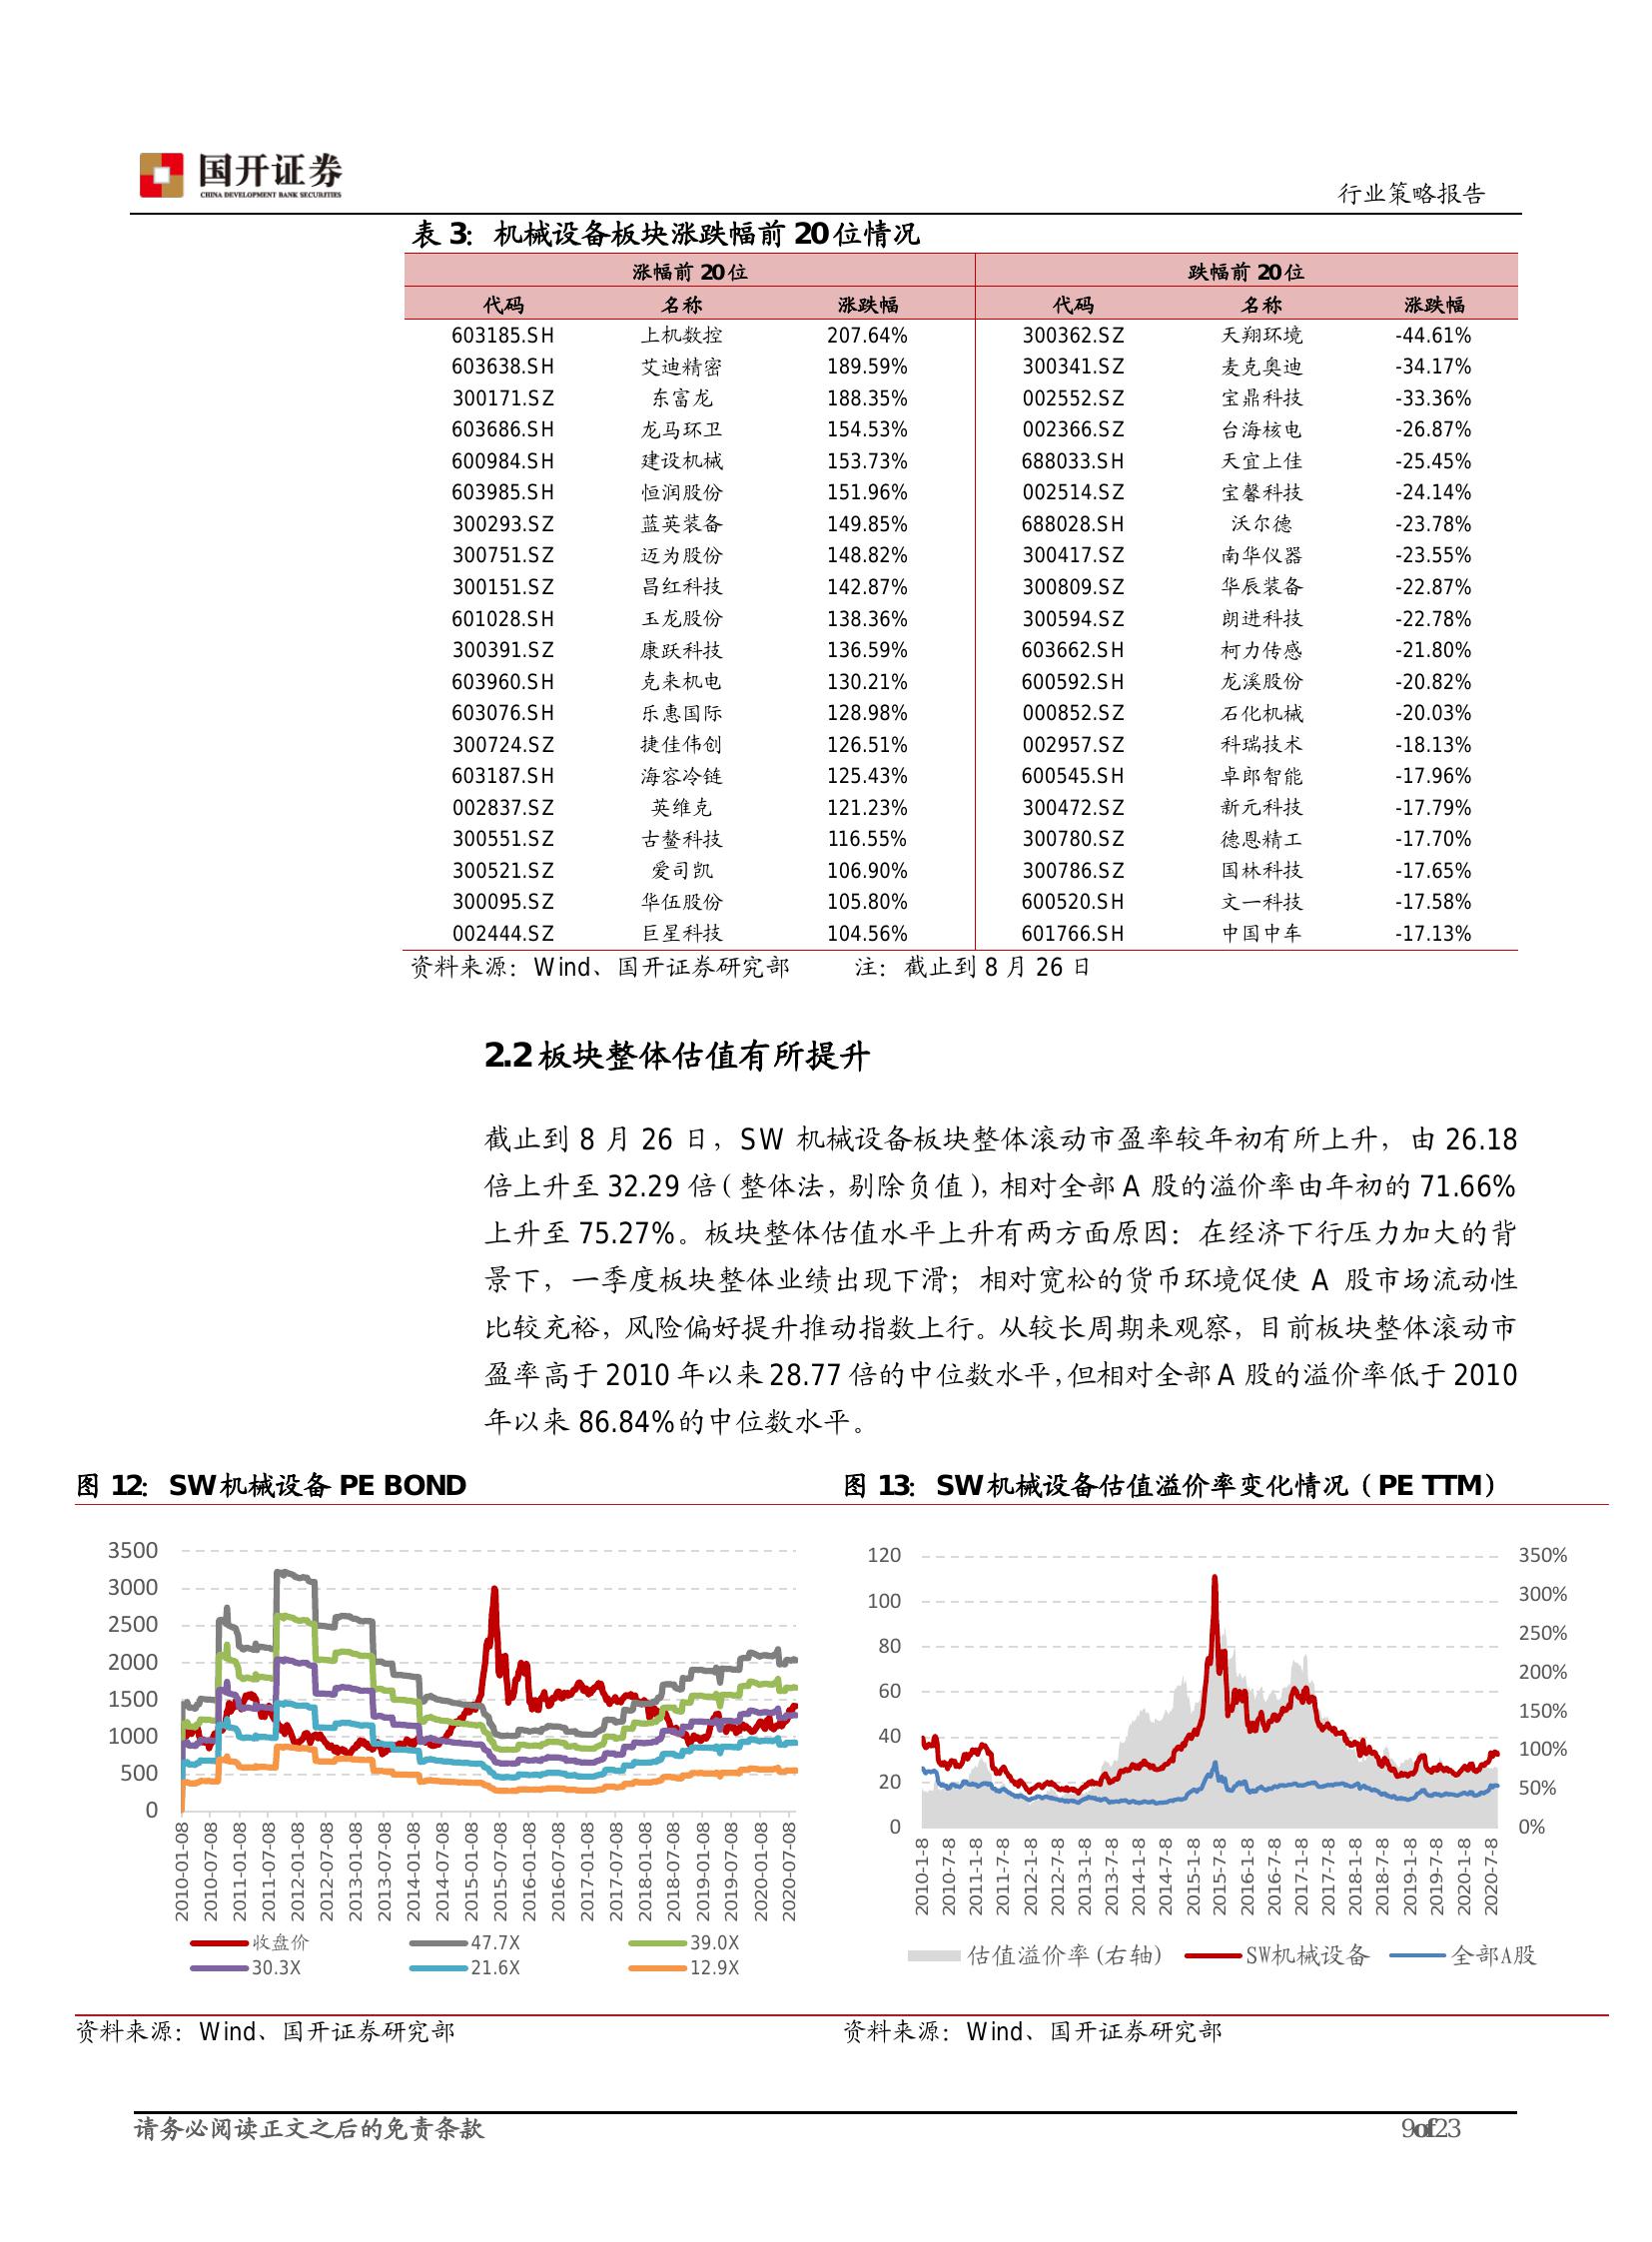 国开证券
CHINA DEVELOPMENT BANK SECURITIES
行业策略报告
表 3：机械设备板块涨跌幅前 20 位情况
涨幅前 20 位 跌幅前 20 位
代码 名称 涨跌幅 代码 名称 涨跌幅
603185.SH 上机数控 207.64% 300362.SZ 天翔环境 -44.61%
603638.SH 艾迪精密 189.59% 300341.SZ 麦克奥迪 -34.17%
300171.SZ 东富龙 188.35% 002552.SZ 宝鼎科技 -33.36%
603686.SH 龙马环卫 154.53% 002366.SZ 台海核电 -26.87%
600984.SH 建设机械 153.73% 688033.SH 天宜上佳 -25.45%
603985.SH 恒润股份 151.96% 002514.SZ 宝馨科技 -24.14%
300293.SZ 蓝英装备 149.85% 688028.SH 沃尔德 -23.78%
300751.SZ 迈为股份 148.82% 300417.SZ 南华仪器 -23.55%
300151.SZ 昌红科技 142.87% 300809.SZ 华辰装备 -22.87%
601028.SH 玉龙股份 138.36% 300594.SZ 朗进科技 -22.78%
300391.SZ 康跃科技 136.59% 603662.SH 柯力传感 -21.80%
603960.SH 克来机电 130.21% 600592.SH 龙溪股份 -20.82%
603076.SH 乐惠国际 128.98% 000852.SZ 石化机械 -20.03%
300724.SZ 捷佳伟创 126.51% 002957.SZ 科瑞技术 -18.13%
603187.SH 海容冷链 125.43% 600545.SH 卓郎智能 -17.96%
002837.SZ 英维克 121.23% 300472.SZ 新元科技 -17.79%
300551.SZ 古鳌科技 116.55% 300780.SZ 德恩精工 -17.70%
300521.SZ 爱司凯 106.90% 300786.SZ 国林科技 -17.65%
300095.SZ 华伍股份 105.80% 600520.SH 文一科技 -17.58%
002444.SZ 巨星科技 104.56% 601766.SH 中国中车 -17.13%
资料来源：Wind、国开证券研究部 注：截止到 8 月 26 日
2.2 板块整体估值有所提升
截止到 8 月 26 日，SW 机械设备板块整体滚动市盈率较年初有所上升，由 26.18
倍上升至 32.29 倍（整体法，剔除负值），相对全部 A 股的溢价率由年初的 71.66%
上升至 75.27%。板块整体估值水平上升有两方面原因：在经济下行压力加大的背
景下，一季度板块整体业绩出现下滑；相对宽松的货币环境促使 A 股市场流动性
比较充裕，风险偏好提升推动指数上行。从较长周期来观察，目前板块整体滚动市
盈率高于 2010 年以来 28.77 倍的中位数水平，但相对全部 A 股的溢价率低于 2010
年以来 86.84%的中位数水平。
图 12：SW 机械设备 PE BOND
3500
3000
2500
2000
1500
1000
500
0
2010-01-08 2010-07-08 2011-01-08 2011-07-08 2012-01-08 2012-07-08 2013-01-08 2013-07-08 2014-01-08 2014-07-08 2015-01-08 2015-07-08 2016-01-08 2016-07-08 2017-01-08 2017-07-08 2018-01-08 2018-07-08 2019-01-08 2019-07-08 2020-01-08 2020-07-08
收盘价 47.7X 39.0X
30.3X 21.6X 12.9X
资料来源：Wind、国开证券研究部
图 13：SW 机械设备估值溢价率变化情况（PE TTM）
120
100
80
60
40
20
0
350%
300%
250%
200%
150%
100%
50%
0%
2010-1-8 2010-7-8 2011-1-8 2011-7-8 2012-1-8 2012-7-8 2013-1-8 2013-7-8 2014-1-8 2014-7-8 2015-1-8 2015-7-8 2016-1-8 2016-7-8 2017-1-8 2017-7-8 2018-1-8 2018-7-8 2019-1-8 2019-7-8 2020-1-8 2020-7-8
估值溢价率(右轴) SW机械设备 全部A股
资料来源：Wind、国开证券研究部
请务必阅读正文之后的免责条款
9of23